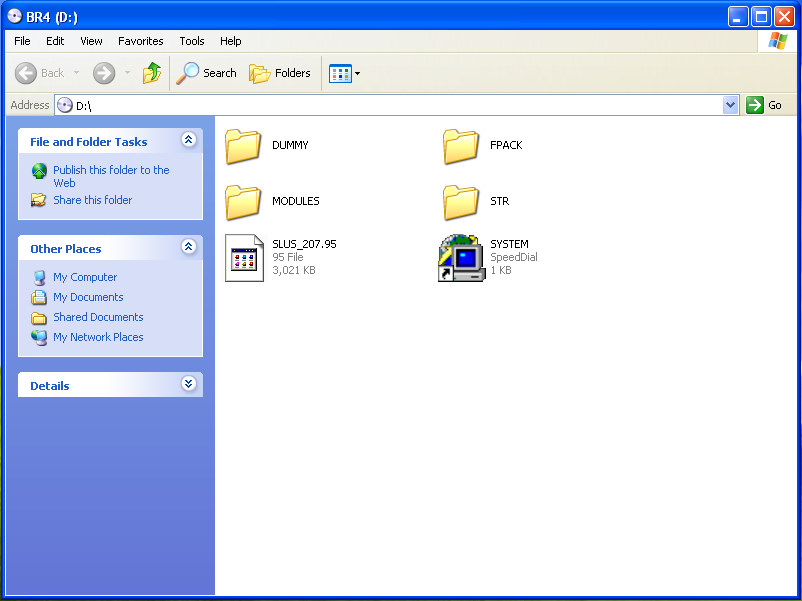 BR4 (D:)
File Edit View Favorites Tools Help
Back Search Folders
Address D:\ Go
File and Folder Tasks
Publish this folder to the
Web
Share this folder
Other Places
My Computer
My Documents
Shared Documents
My Network Places
Details
DUMMY
FPACK
MODULES
STR
SLUS_207.95
95 File
3,021 KB
SYSTEM
SpeedDial
1 KB